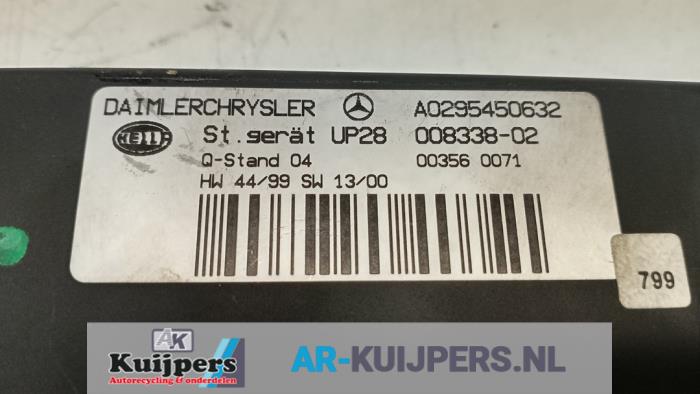 DAIMLERCHRYSLER A0295450632
HELLA St.gerät UP28 008338-02
Q-Stand 04 00356 0071
HW 44/99 SW 13/00
799
AK
Kuijpers
Autorecycling & onderdelen
AR-KUIJPERS.NL